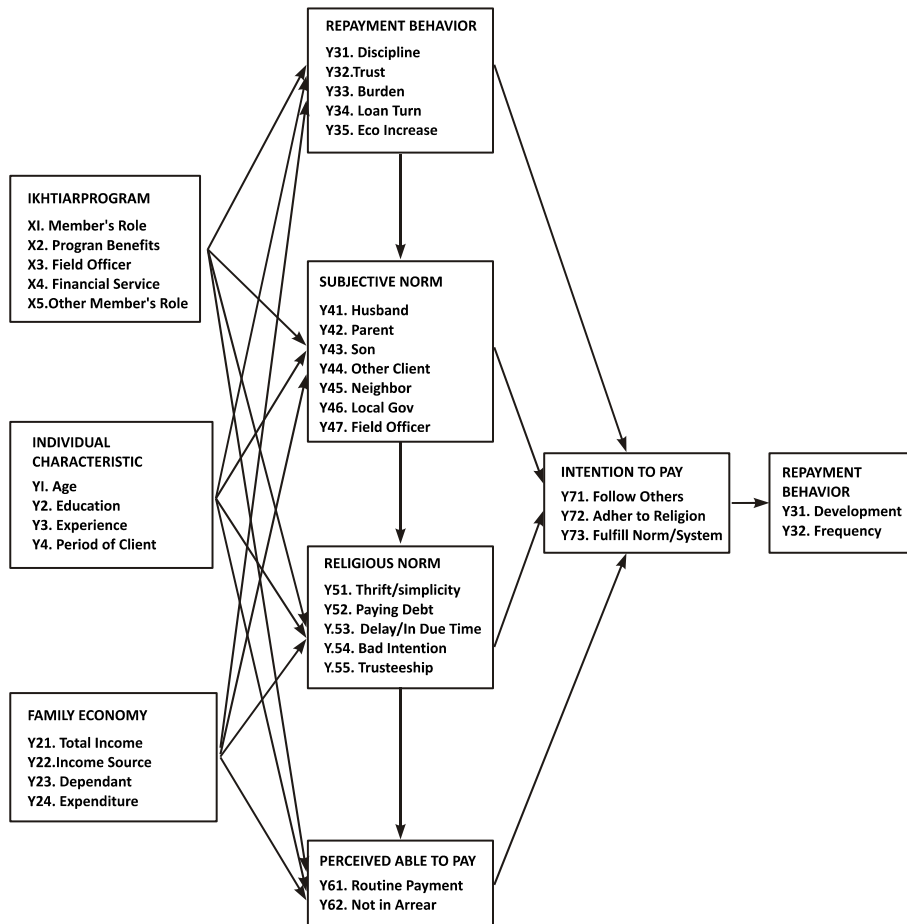 REPAYMENT BEHAVIOR
Y31. Discipline
Y32.Trust
Y33. Burden
Y34. Loan Turn
Y35. Eco Increase
IKHTIARPROGRAM
XI. Member's Role
X2. Progran Benefits
X3. Field Officer
X4. Financial Service
X5.Other Member's Role
SUBJECTIVE NORM
Y41. Husband
Y42. Parent
Y43. Son
Y44. Other Client
Y45. Neighbor
Y46. Local Gov
Y47. Field Officer
INDIVIDUAL
CHARACTERISTIC
YI. Age
Y2. Education
Y3. Experience
Y4. Period of Client
INTENTION TO PAY
Y71. Follow Others
Y72. Adher to Religion
Y73. Fulfill Norm/System
REPAYMENT
BEHAVIOR
Y31. Development
Y32. Frequency
RELIGIOUS NORM
Y51. Thrift/simplicity
Y52. Paying Debt
Y.53. Delay/In Due Time
Y.54. Bad Intention
Y.55. Trusteeship
FAMILY ECONOMY
Y21. Total Income
Y22.Income Source
Y23. Dependant
Y24. Expenditure
PERCEIVED ABLE TO PAY
Y61. Routine Payment
Y62. Not in Arrear